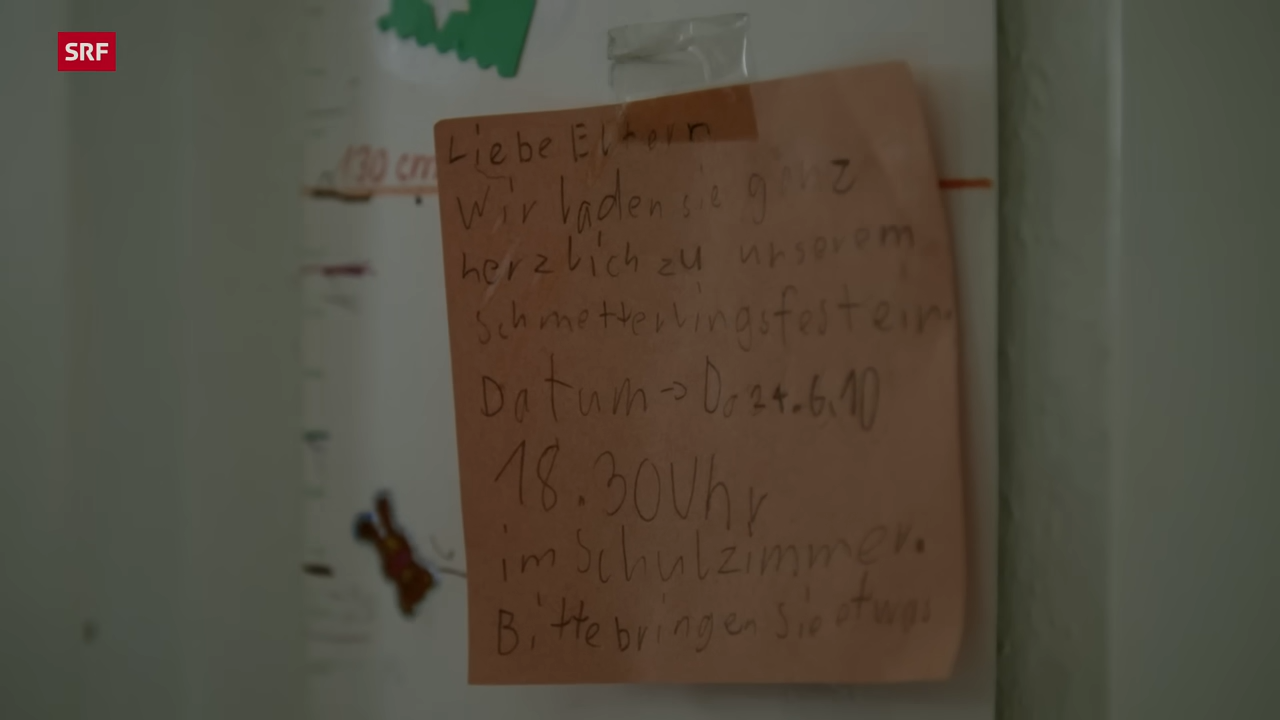 SRF
130 cm
Liebe Eltern
Wir laden sie ganz
herzlich zu unserem
Schmetterlingsfest ein.
Datum → Do 24.6.10
18.30 Uhr
im Schulzimmer.
Bitte bringen Sie etwas